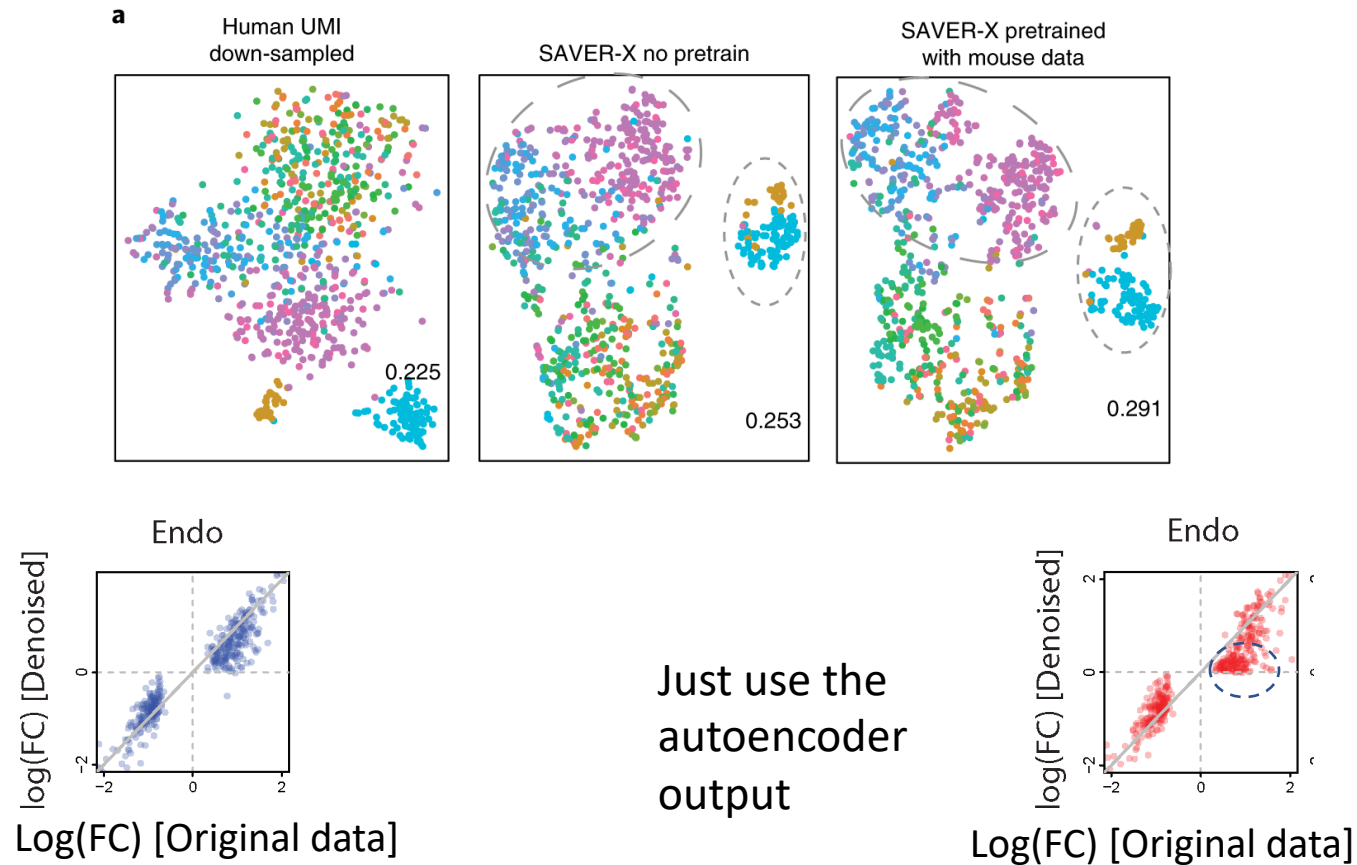 a
Human UMI
down-sampled
SAVER-X no pretrain
SAVER-X pretrained
with mouse data
0.225
0.253
0.291
Endo
log(FC) [Denoised]
0
−2
−2
0
2
Log(FC) [Original data]
Just use the
autoencoder
output
Endo
log(FC) [Denoised]
2
0
−2
−2
0
2
Log(FC) [Original data]